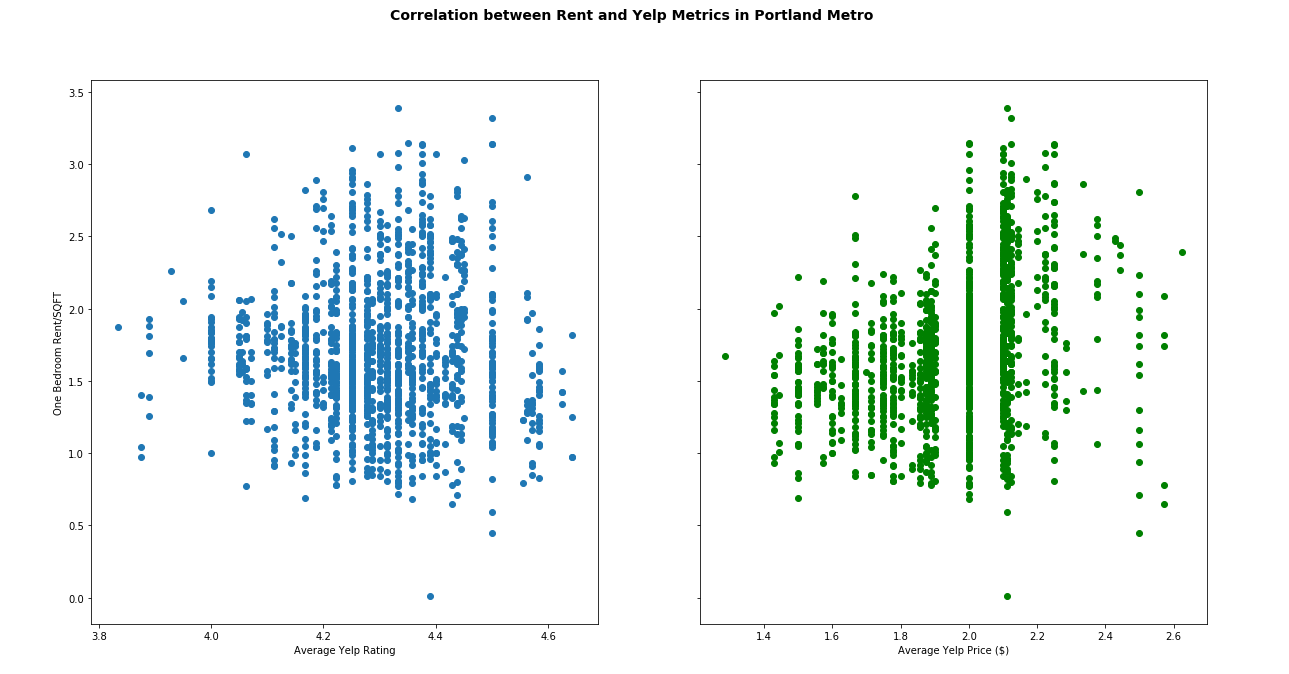 Correlation between Rent and Yelp Metrics in Portland Metro
3.5
3.0
2.5
2.0
1.5
1.0
0.5
0.0
One Bedroom Rent/SQFT
3.8 4.0 4.2 4.4 4.6
Average Yelp Rating
1.4 1.6 1.8 2.0 2.2 2.4 2.6
Average Yelp Price ($)